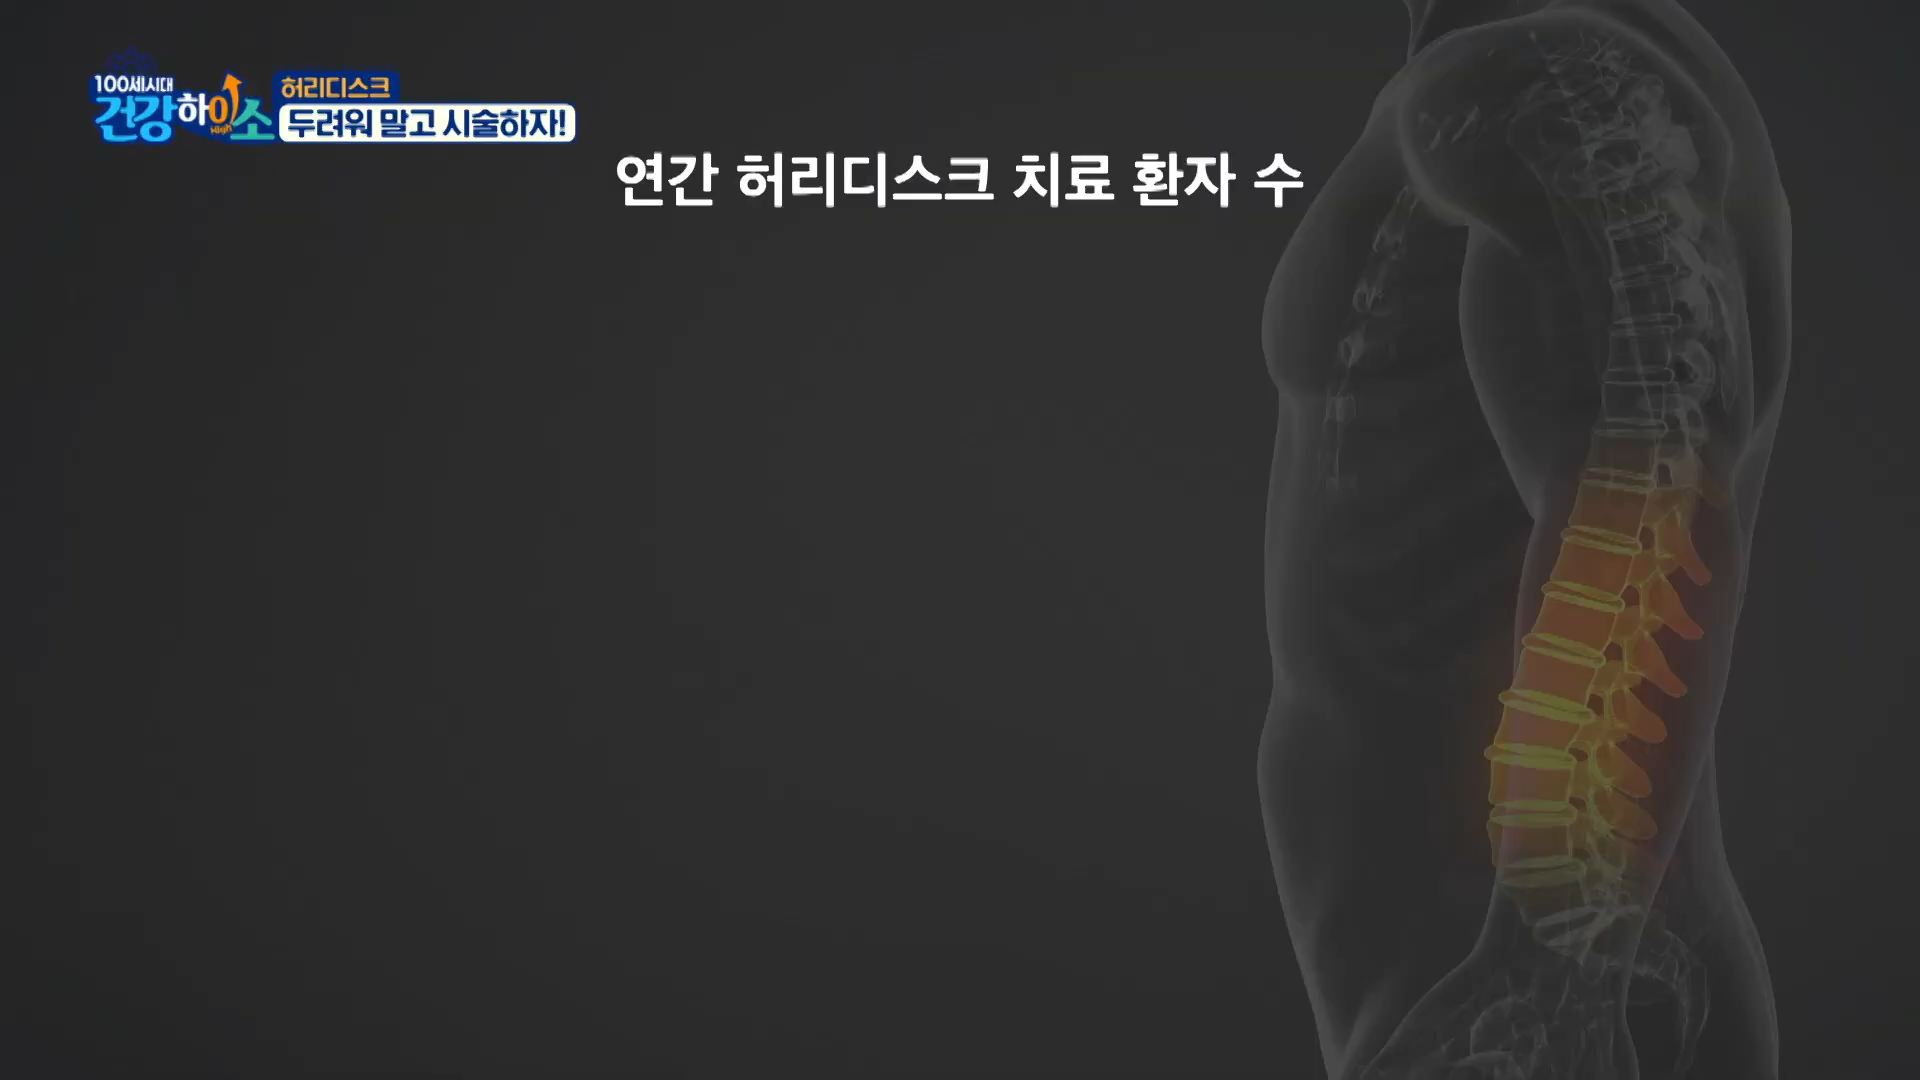 100세시대
건강하이소
High
허리디스크
두려워 말고 시술하자!
연간 허리디스크 치료 환자 수